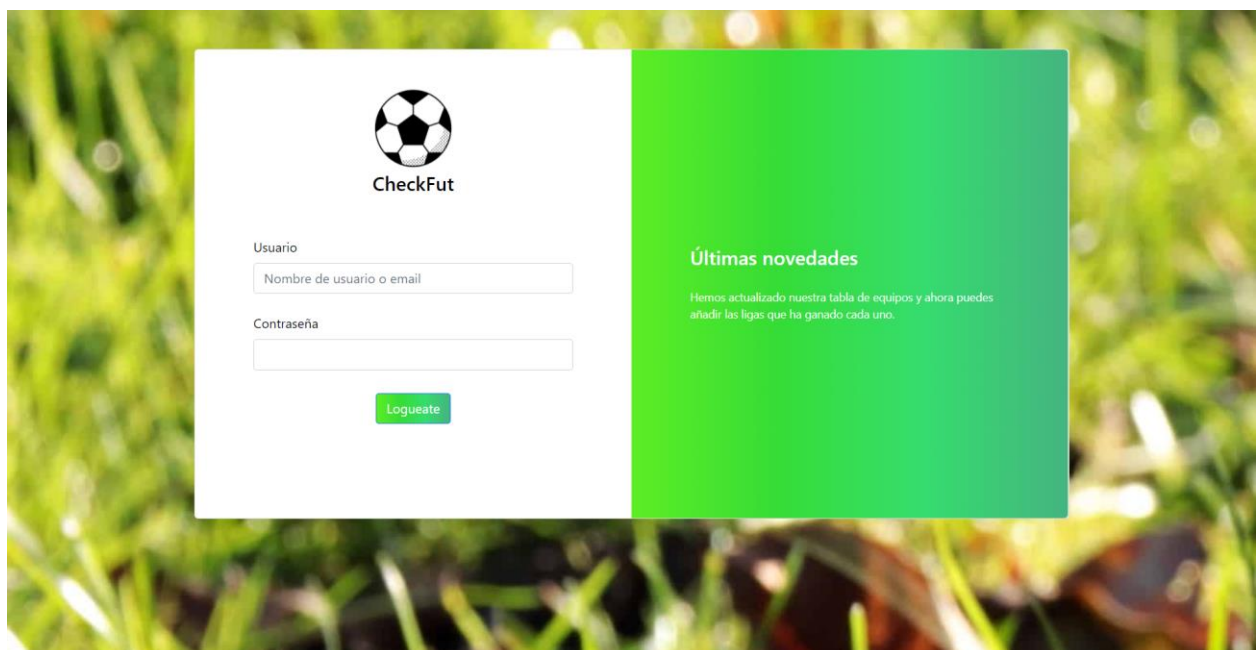 CheckFut
Usuario
Nombre de usuario o email
Contraseña
Logueate
Últimas novedades
Hemos actualizado nuestra tabla de equipos y ahora puedes
añadir las ligas que ha ganado cada uno.